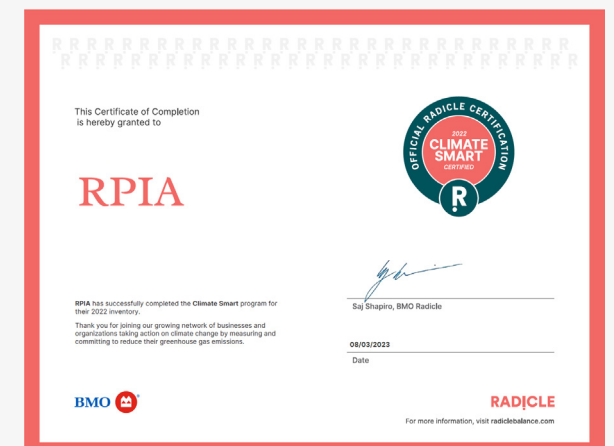 R R R R R R R R R R R R R R R R R R R R R R R R R
R R R R R R R R R R R R R R R R R R R R R R R R R
This Certificate of Completion
is hereby granted to
RPIA
OFFICIAL RADICLE CERTIFICATION
2022
CLIMATE
SMART
CERTIFIED
R
RPIA has successfully completed the Climate Smart program for
their 2022 inventory.
Thank you for joining our growing network of businesses and
organizations taking action on climate change by measuring and
committing to reduce their greenhouse gas emissions.
Saj Shapiro, BMO Radicle
08/03/2023
Date
BMO
RADICLE
For more information, visit radiclebalance.com